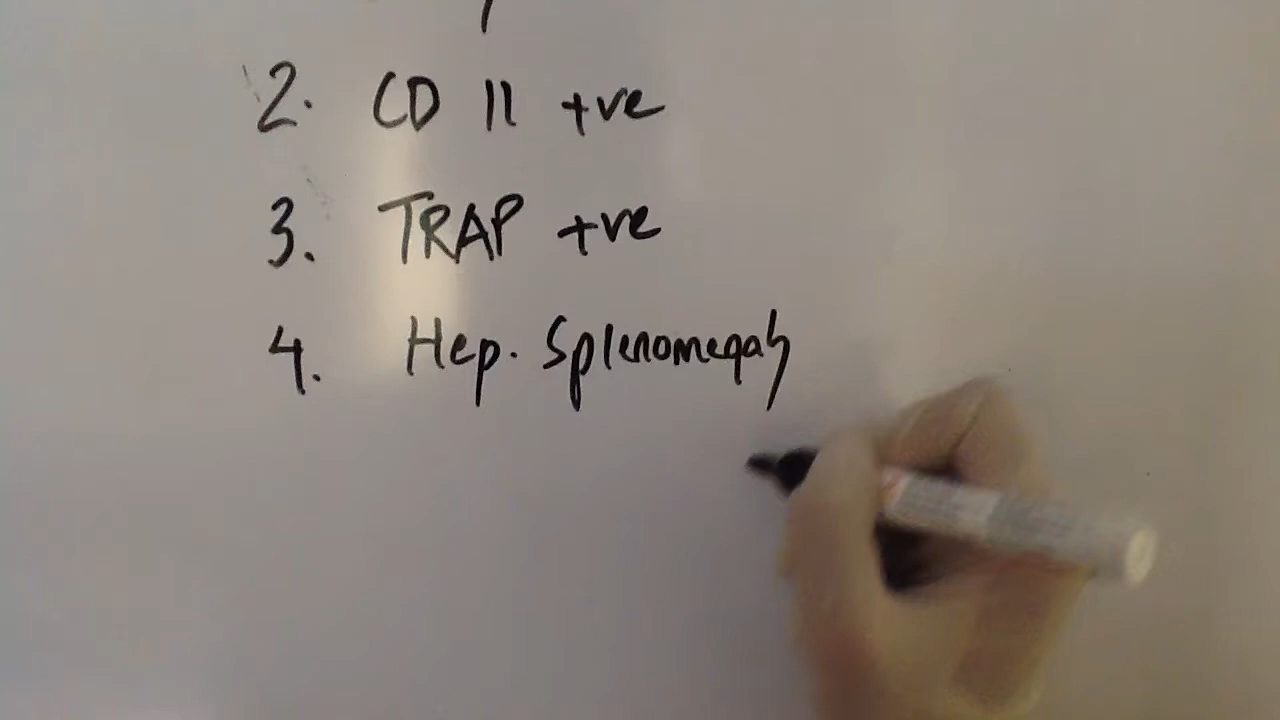 2. CD 11 +ve
3. TRAP +ve
4. Hep. Splenomegaly